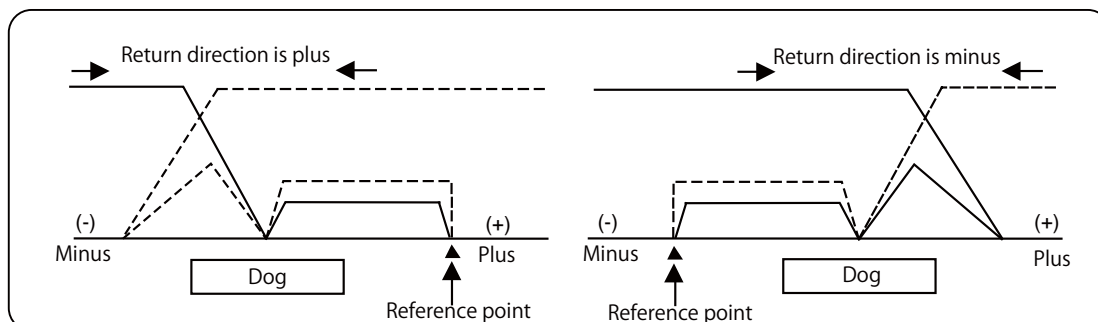 Return direction is plus
(-)
Minus
(+)
Plus
Dog
Reference point
Return direction is minus
(-)
Minus
(+)
Plus
Dog
Reference point